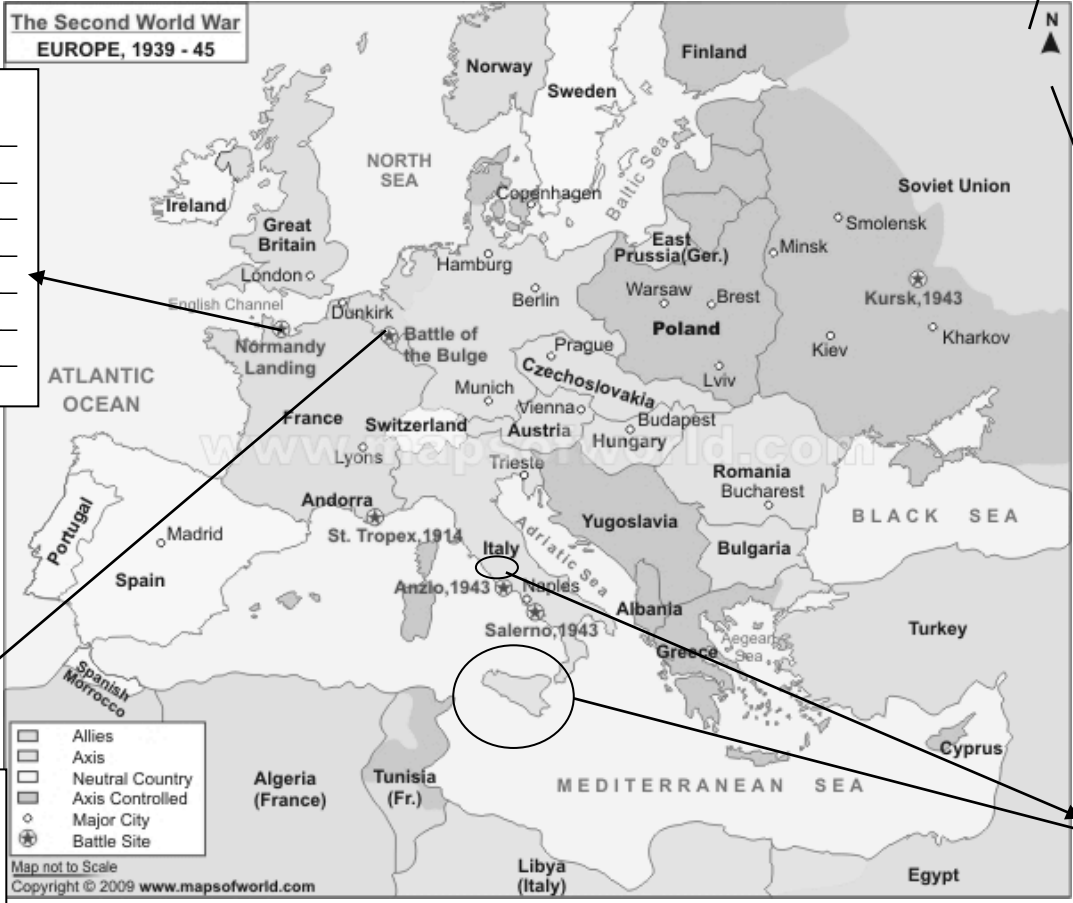 The Second World War
EUROPE, 1939 - 45
N
Norway
Finland
Sweden
NORTH
SEA
Baltic Sea
Copenhagen
Soviet Union
Ireland
Great
Britain
Smolensk
East
Prussia(Ger.)
Minsk
Hamburg
London
Kursk,1943
Berlin
Warsaw
Brest
English Channel
Dunkirk
Poland
Battle of
the Bulge
Normandy
Landing
Kharkov
Kiev
Prague
Czechoslovakia
Lviv
ATLANTIC
OCEAN
Munich
Vienna
Budapest
France
Switzerland
Austria
Hungary
www.mapsofworld.com
Lyons
Trieste
Romania
Bucharest
Andorra
St. Tropex,1914
Yugoslavia
BLACK SEA
Portugal
Madrid
Adriatic Sea
Italy
Bulgaria
Spain
Anzio,1943
Naples
Albania
Salerno,1943
Turkey
Aegean
Sea
Greece
Spanish
Morrocco
Cyprus
Allies
Axis
Neutral Country
Axis Controlled
Major City
Battle Site
Algeria
(France)
Tunisia
(Fr.)
MEDITERRANEAN SEA
Map not to Scale
Copyright © 2009 www.mapsofworld.com
Libya
(Italy)
Egypt